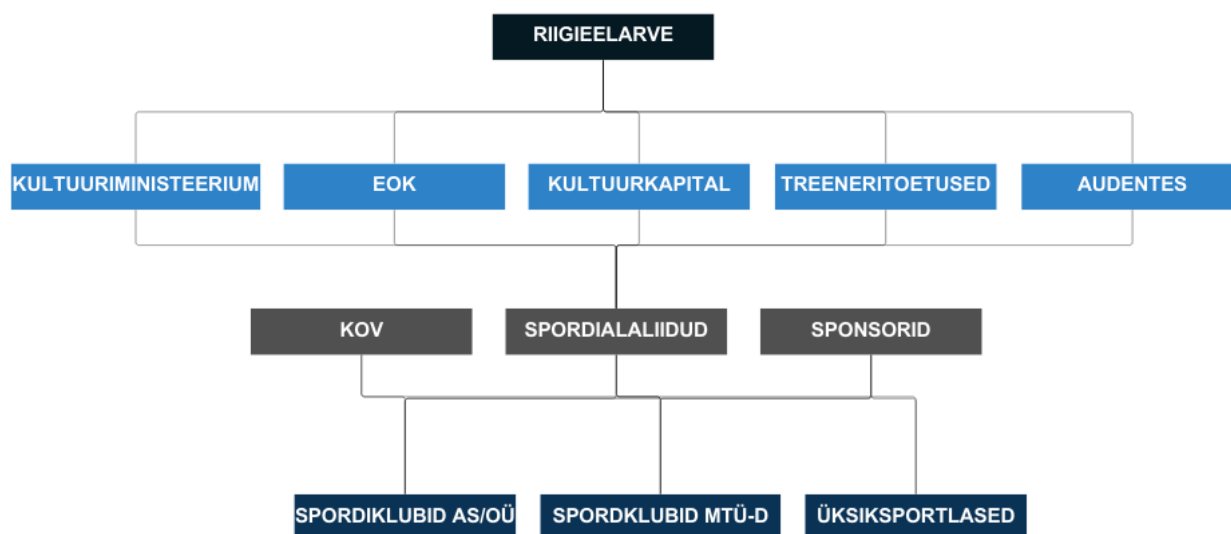 RIIGIEELARVE
KULTUURIMINISTEERIUM
EOK
KULTUURKAPITAL
TREENERITOETUSED
AUDENTES
KOV
SPORDIALALIIDUD
SPONSORID
SPORDIKLUBID AS/OÜ
SPORDKLUBID MTÜ-D
ÜKSIKSPORTLASED